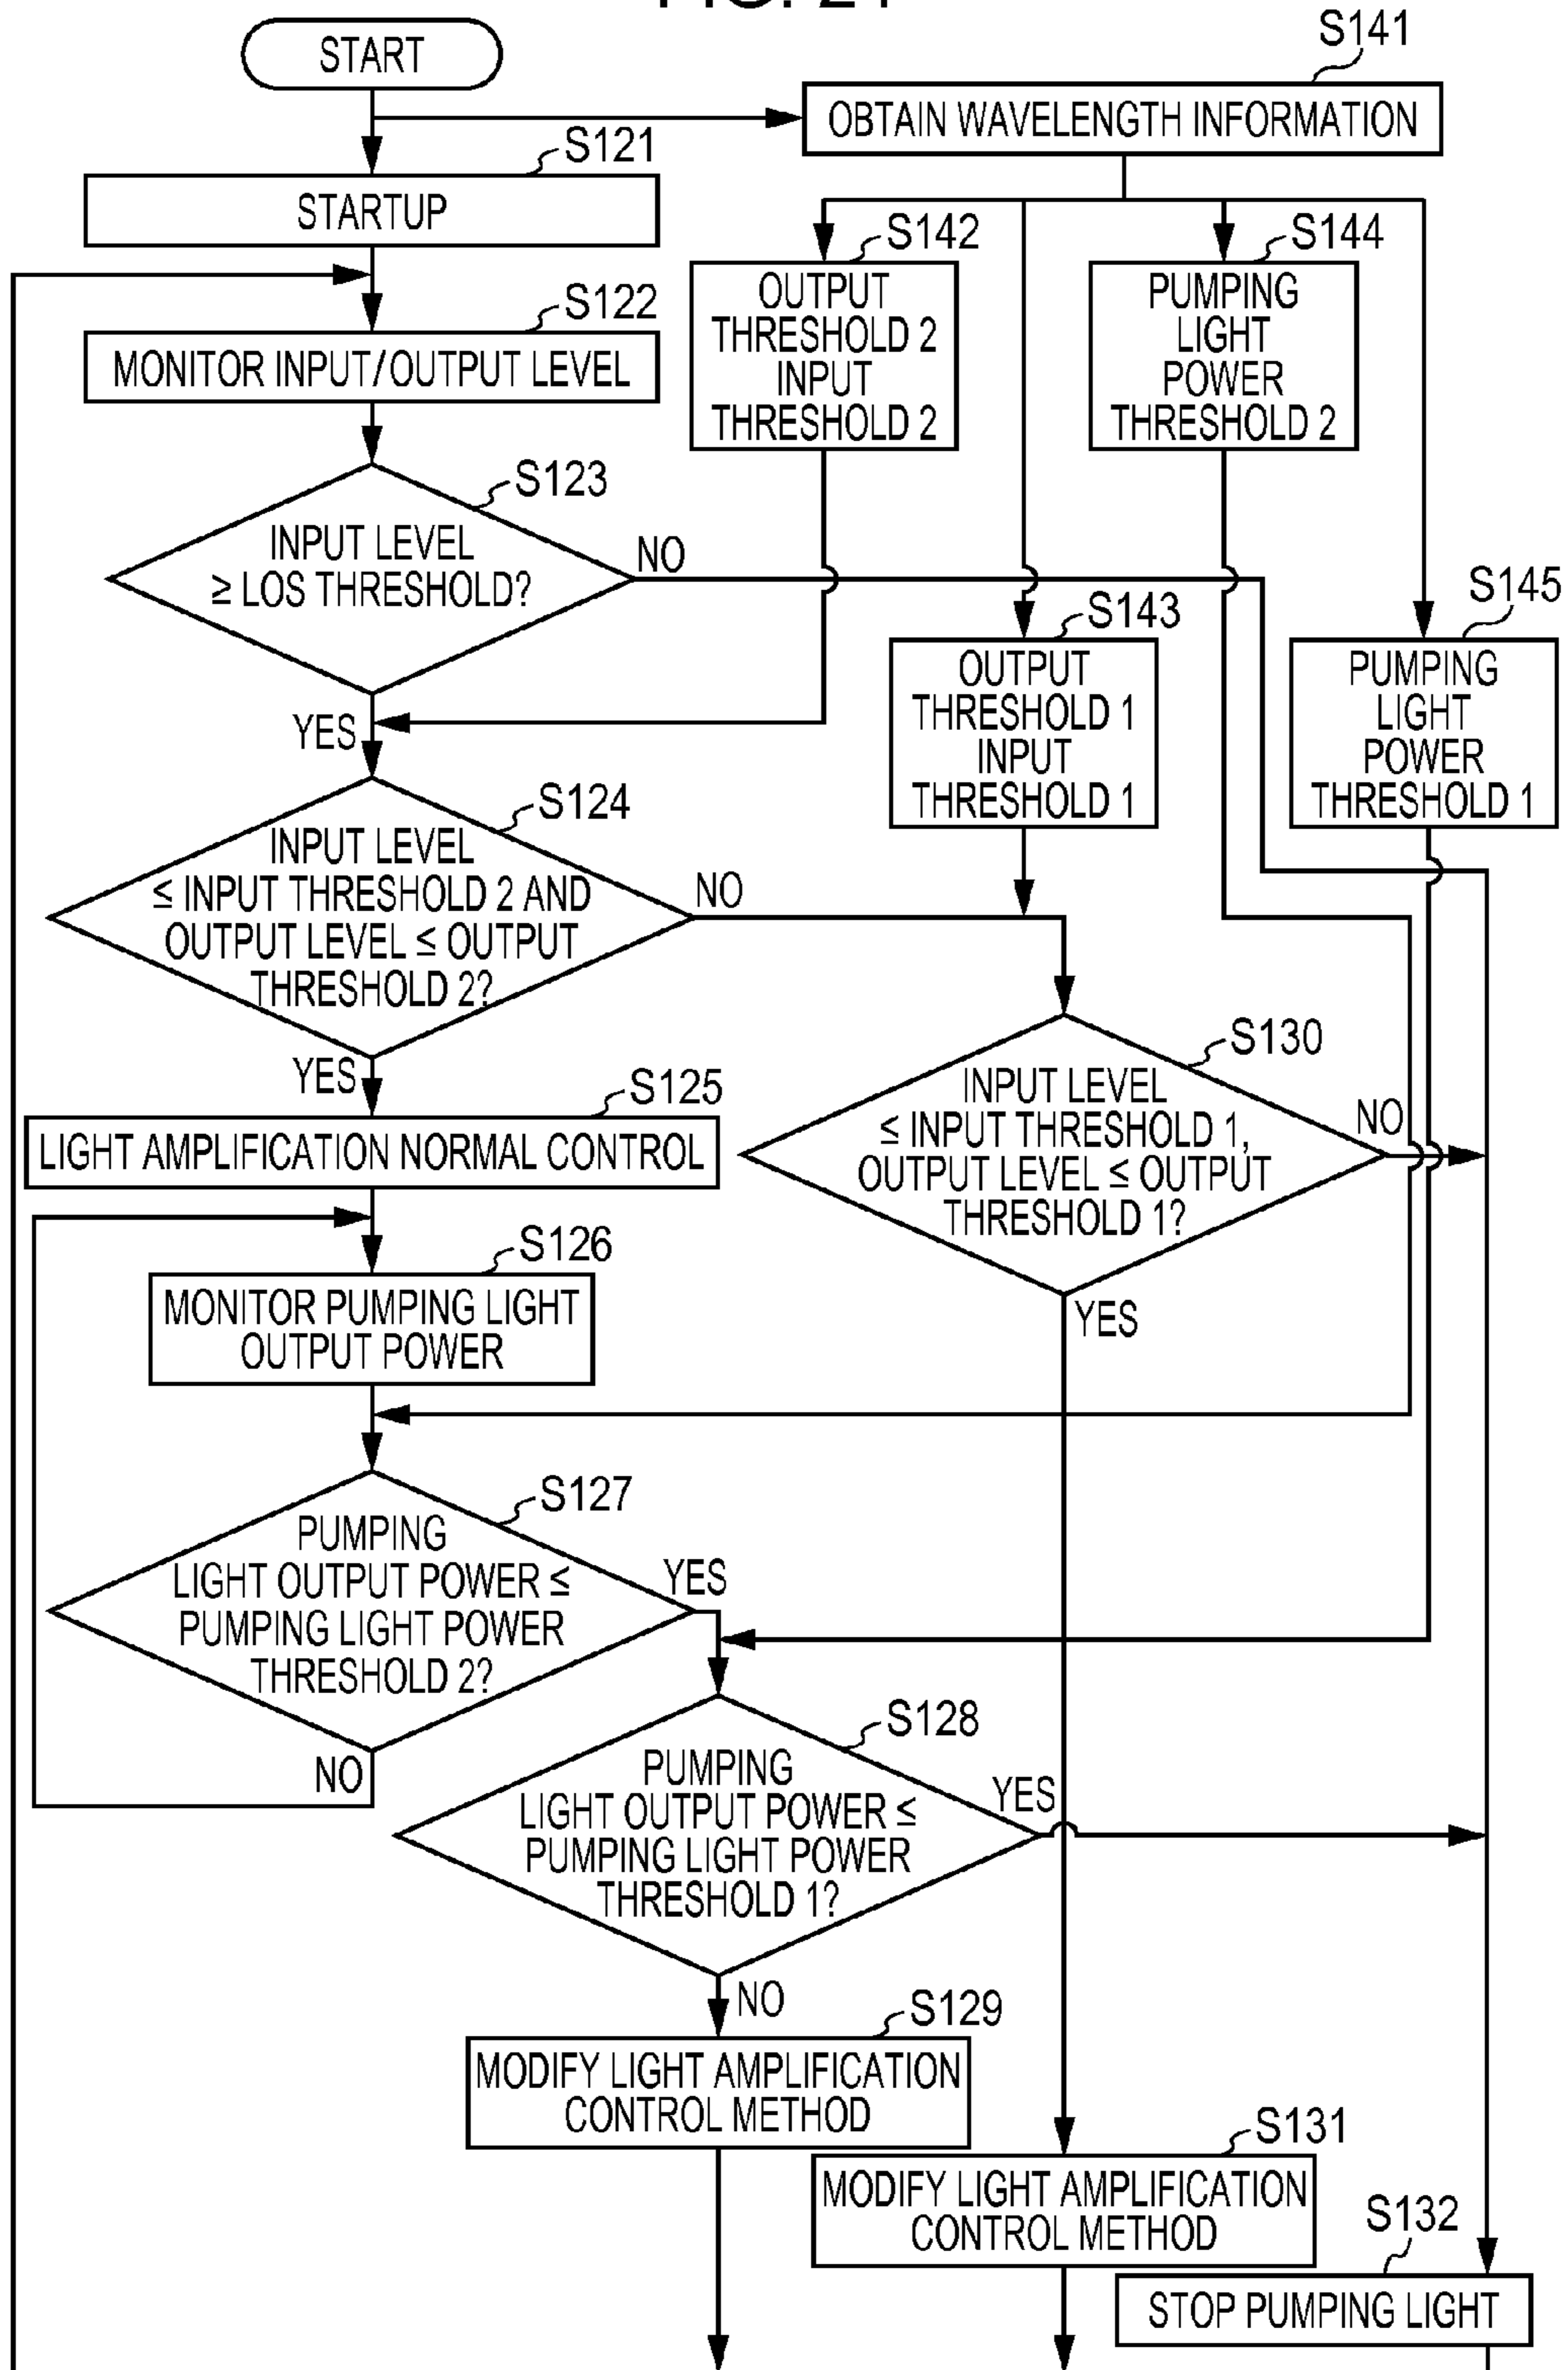 START
S141
OBTAIN WAVELENGTH INFORMATION
S121
STARTUP
S142
OUTPUT
THRESHOLD 2
INPUT
THRESHOLD 2
S144
PUMPING
LIGHT
POWER
THRESHOLD 2
S122
MONITOR INPUT/OUTPUT LEVEL
S123
INPUT LEVEL
≥ LOS THRESHOLD?
NO
YES
S143
OUTPUT
THRESHOLD 1
INPUT
THRESHOLD 1
S145
PUMPING
LIGHT
POWER
THRESHOLD 1
S124
INPUT LEVEL
≤ INPUT THRESHOLD 2 AND
OUTPUT LEVEL ≤ OUTPUT
THRESHOLD 2?
NO
YES
S130
INPUT LEVEL
≤ INPUT THRESHOLD 1,
OUTPUT LEVEL ≤ OUTPUT
THRESHOLD 1?
NO
YES
S125
LIGHT AMPLIFICATION NORMAL CONTROL
S126
MONITOR PUMPING LIGHT
OUTPUT POWER
S127
PUMPING
LIGHT OUTPUT POWER ≤
PUMPING LIGHT POWER
THRESHOLD 2?
YES
NO
S128
PUMPING
LIGHT OUTPUT POWER ≤
PUMPING LIGHT POWER
THRESHOLD 1?
YES
NO
S129
MODIFY LIGHT AMPLIFICATION
CONTROL METHOD
S131
MODIFY LIGHT AMPLIFICATION
CONTROL METHOD
S132
STOP PUMPING LIGHT